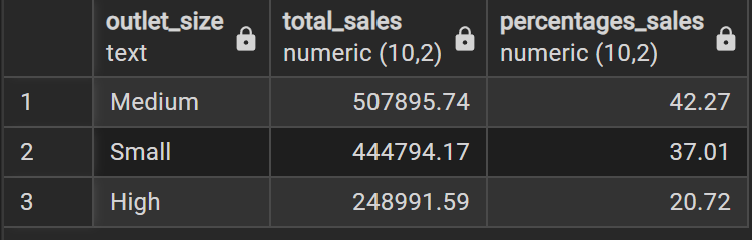 outlet_size total_sales percentages_sales
text numeric (10,2) numeric (10,2)
1 Medium 507895.74 42.27
2 Small 444794.17 37.01
3 High 248991.59 20.72